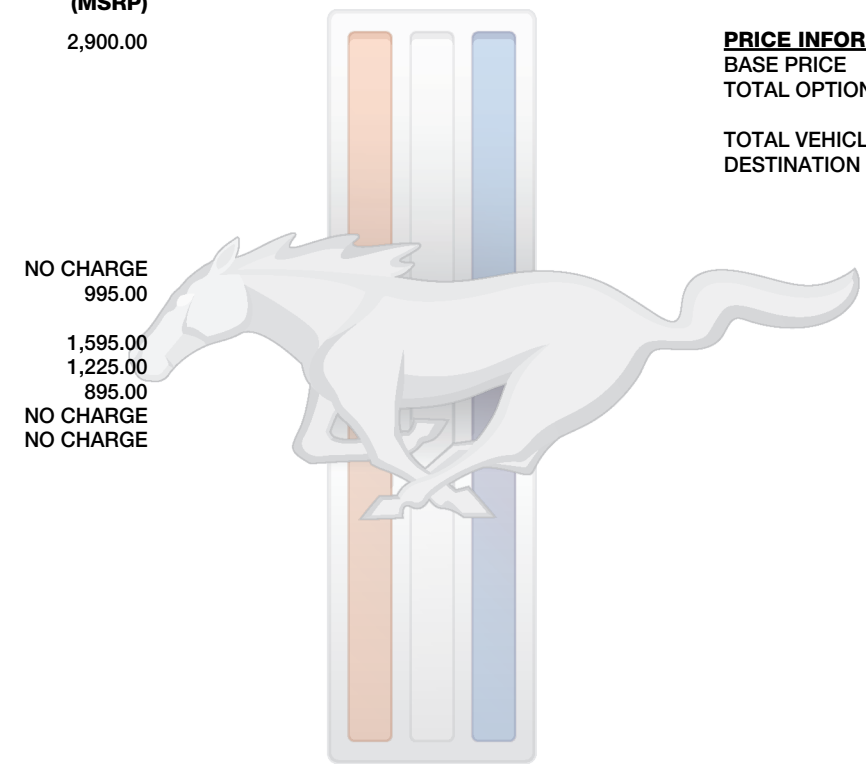 (MSRP)
2,900.00
NO CHARGE
995.00
1,595.00
1,225.00
895.00
NO CHARGE
NO CHARGE
PRICE INFOR
BASE PRICE
TOTAL OPTION
TOTAL VEHICL
DESTINATION